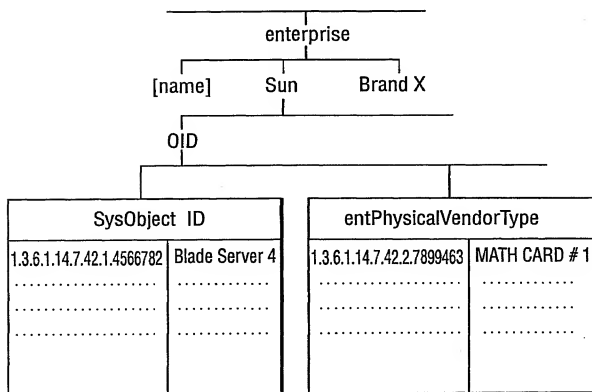 enterprise
[name] Sun Brand X
OID
SysObject ID
1.3.6.1.14.7.42.1.4566782 Blade Server 4
entPhysicalVendorType
1.3.6.1.14.7.42.2.7899463 MATH CARD # 1